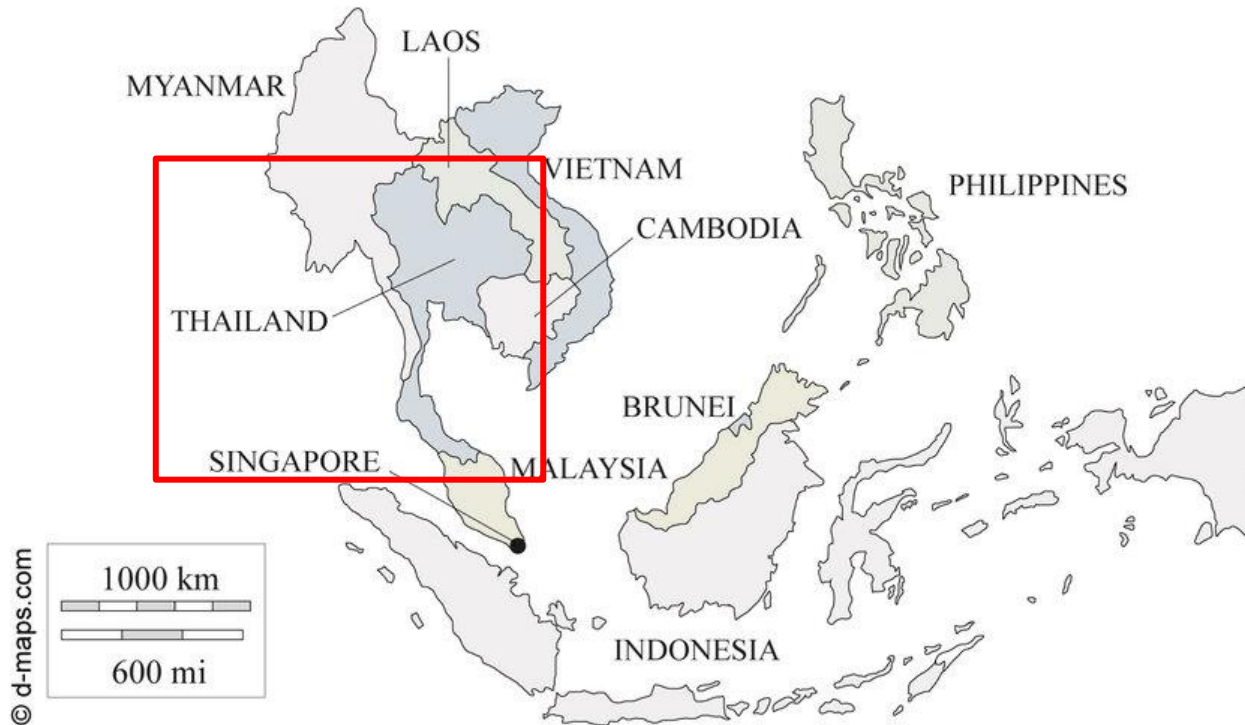 LAOS
MYANMAR
VIETNAM
PHILIPPINES
CAMBODIA
THAILAND
BRUNEI
SINGAPORE
MALAYSIA
1000 km
600 mi
INDONESIA
© d-maps.com